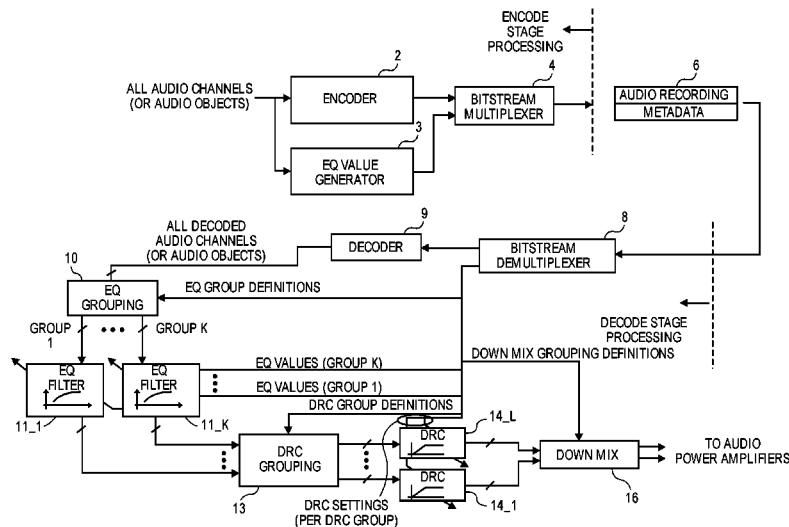 ENCODE
STAGE
PROCESSING
2
4
6
ALL AUDIO CHANNELS
(OR AUDIO OBJECTS)
ENCODER
BITSTREAM
MULTIPLEXER
AUDIO RECORDING
METADATA
3
EQ VALUE
GENERATOR
ALL DECODED
AUDIO CHANNELS
(OR AUDIO OBJECTS)
9
DECODER
8
BITSTREAM
DEMULTIPLEXER
10
EQ
GROUPING
EQ GROUP DEFINITIONS
GROUP
1
GROUP K
DECODE STAGE
PROCESSING
DOWN MIX GROUPING DEFINITIONS
EQ
FILTER
EQ
FILTER
EQ VALUES (GROUP K)
EQ VALUES (GROUP 1)
DRC GROUP DEFINITIONS
11_1
11_K
14_L
DRC
GROUPING
DRC
DOWN MIX
TO AUDIO
POWER AMPLIFIERS
13
DRC
14_1
16
DRC SETTINGS
(PER DRC GROUP)